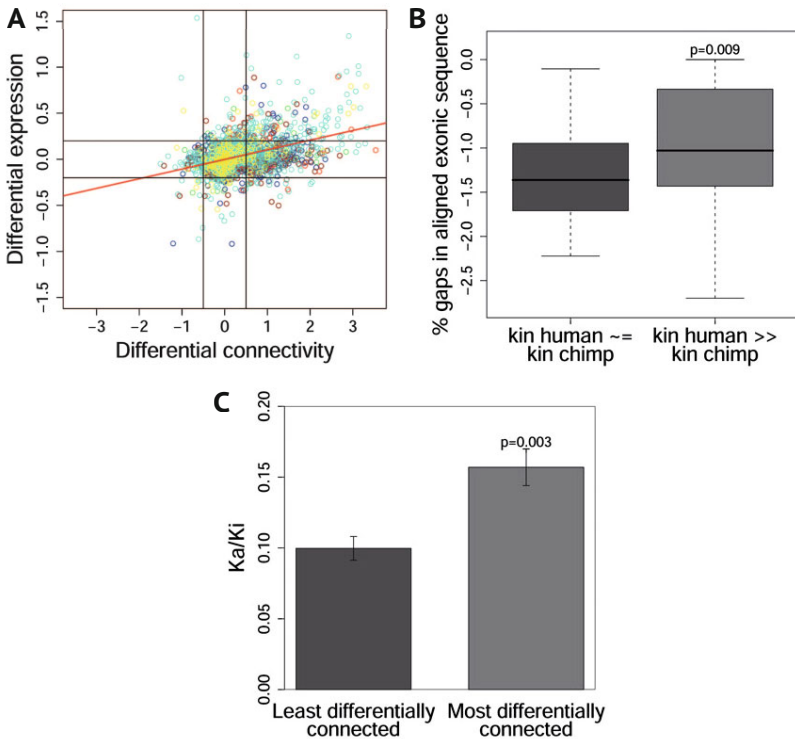 A
Differential expression
1.5
1.0
0.5
0.0
−0.5
−1.0
−1.5
−3 −2 −1 0 1 2 3
Differential connectivity
B
% gaps in aligned exonic sequence
0.0
−0.5
−1.0
−1.5
−2.0
−2.5
p=0.009
kin human ~= kin human >>
kin chimp kin chimp
C
Ka/Ki
0.20
0.15
0.10
0.05
0.00
p=0.003
Least differentially Most differentially
connected connected